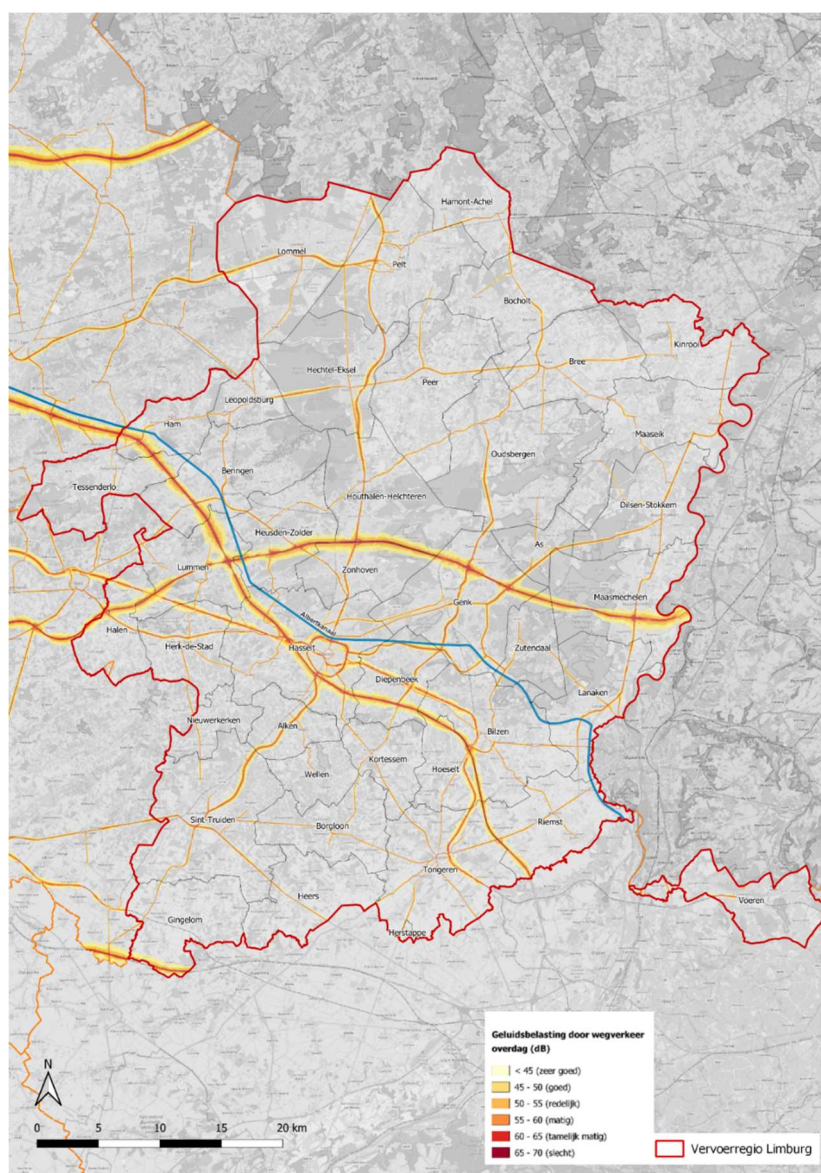 Hamont-Achel
Lommel
Pelt
Bocholt
Kinrooi
Hechtel-Eksel
Bree
Peer
Leopoldsburg
Ham
Maaseik
Oudsbergen
Beringen
Tessenderlo
Houthalen-Helchteren
Dilsen-Stokkem
Heusden-Zolder
As
Lummen
Zonhoven
Maasmechelen
Genk
Albertkanaal
Halen
Herk-de-Stad
Hasselt
Zutendaal
Diepenbeek
Lanaken
Nieuwerkerken
Alken
Bilzen
Kortessem
Hoeselt
Wellen
Sint-Truiden
Borgloon
Riemst
Tongeren
Heers
Voeren
Gingelom
Herstappe
Geluidsbelasting door wegverkeer
overdag (dB)
< 45 (zeer goed)
45 - 50 (goed)
50 - 55 (redelijk)
55 - 60 (matig)
60 - 65 (tamelijk matig)
65 - 70 (slecht)
Vervoerregio Limburg
N
0 5 10 15 20 km